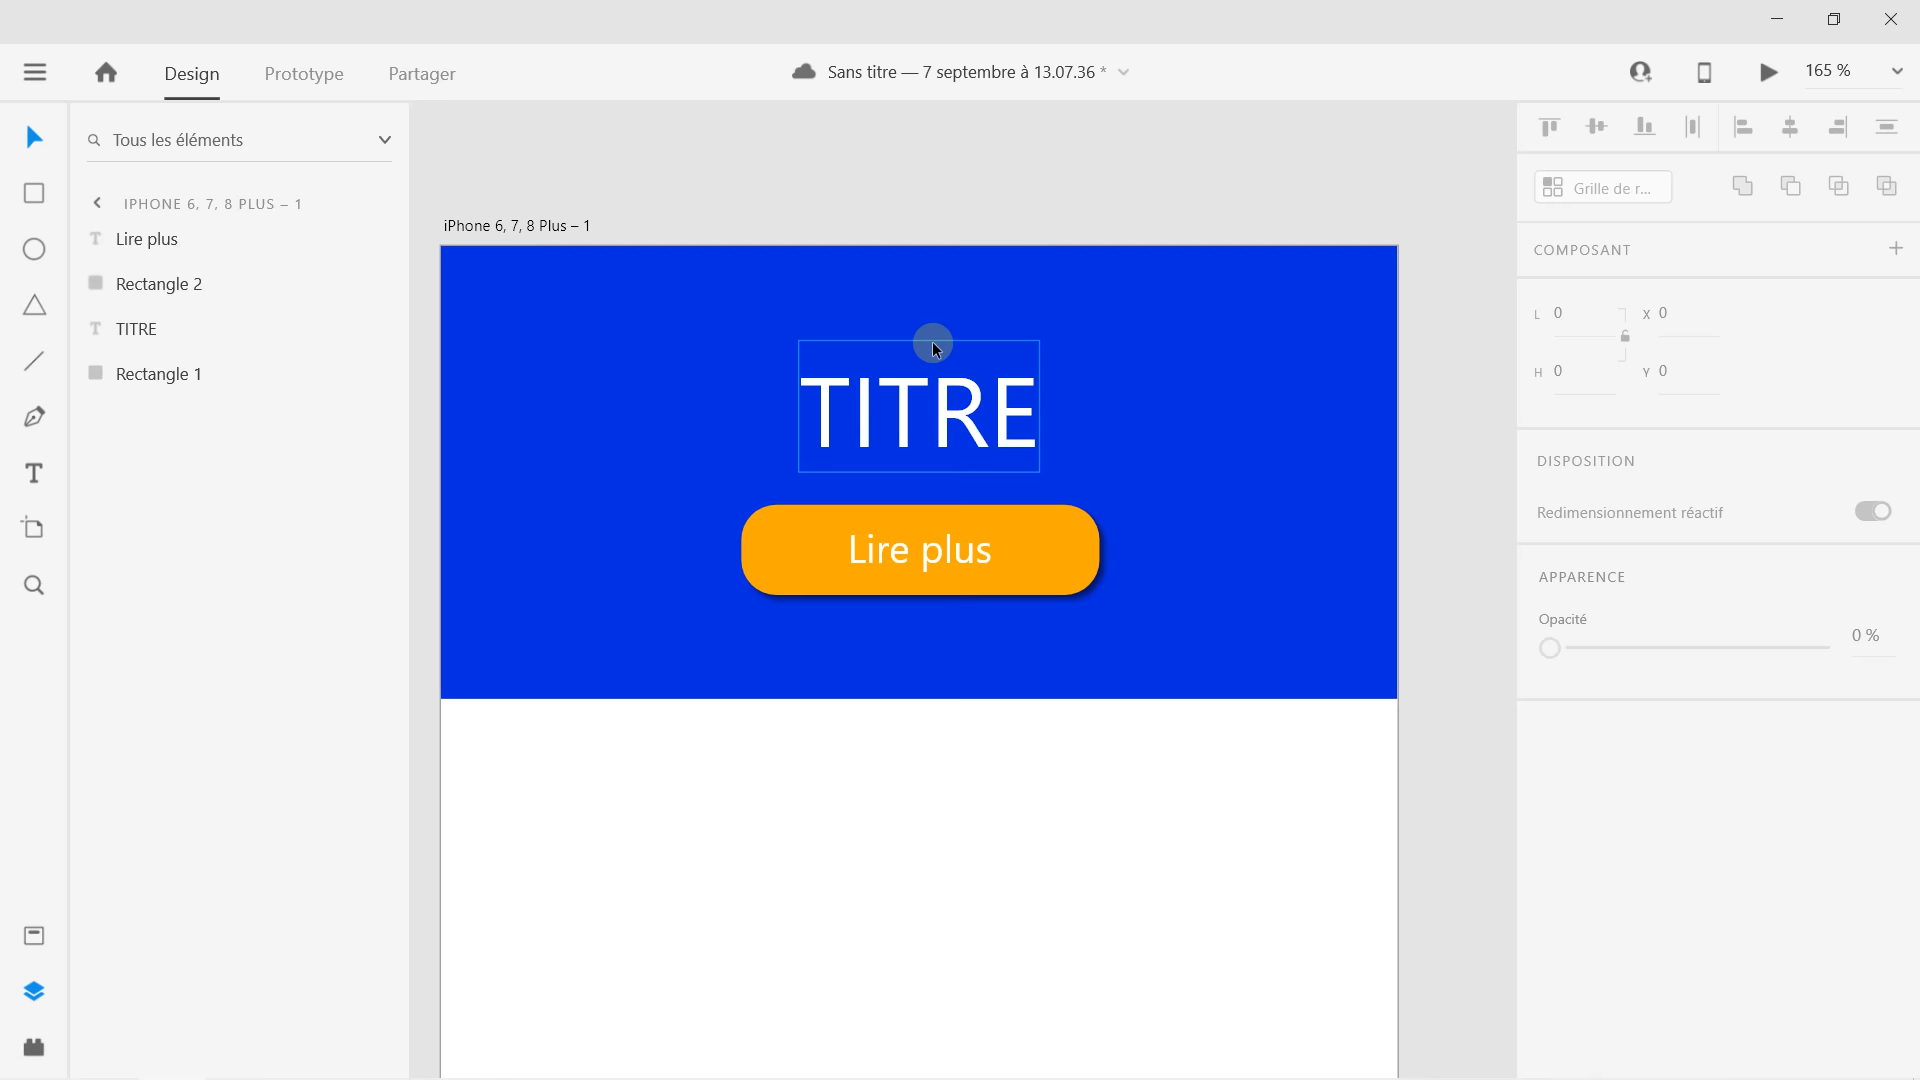 Design
Prototype
Partager
Sans titre — 7 septembre à 13.07.36 *
165 %
Tous les éléments
IPHONE 6, 7, 8 PLUS – 1
Lire plus
Rectangle 2
TITRE
Rectangle 1
iPhone 6, 7, 8 Plus – 1
TITRE
Lire plus
Grille de r...
COMPOSANT
L 0 X 0
H 0 Y 0
DISPOSITION
Redimensionnement réactif
APPARENCE
Opacité
0 %